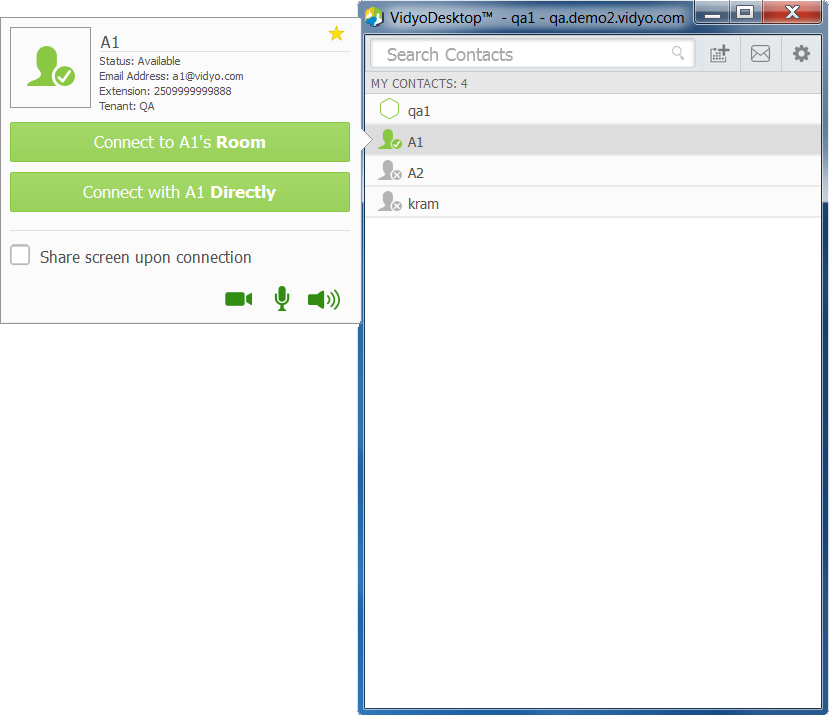 A1
Status: Available
Email Address: a1@vidyo.com
Extension: 2509999999888
Tenant: QA
Connect to A1's Room
Connect with A1 Directly
Share screen upon connection
VidyoDesktop™ - qa1 - qa.demo2.vidyo.com
Search Contacts
MY CONTACTS: 4
qa1
A1
A2
kram